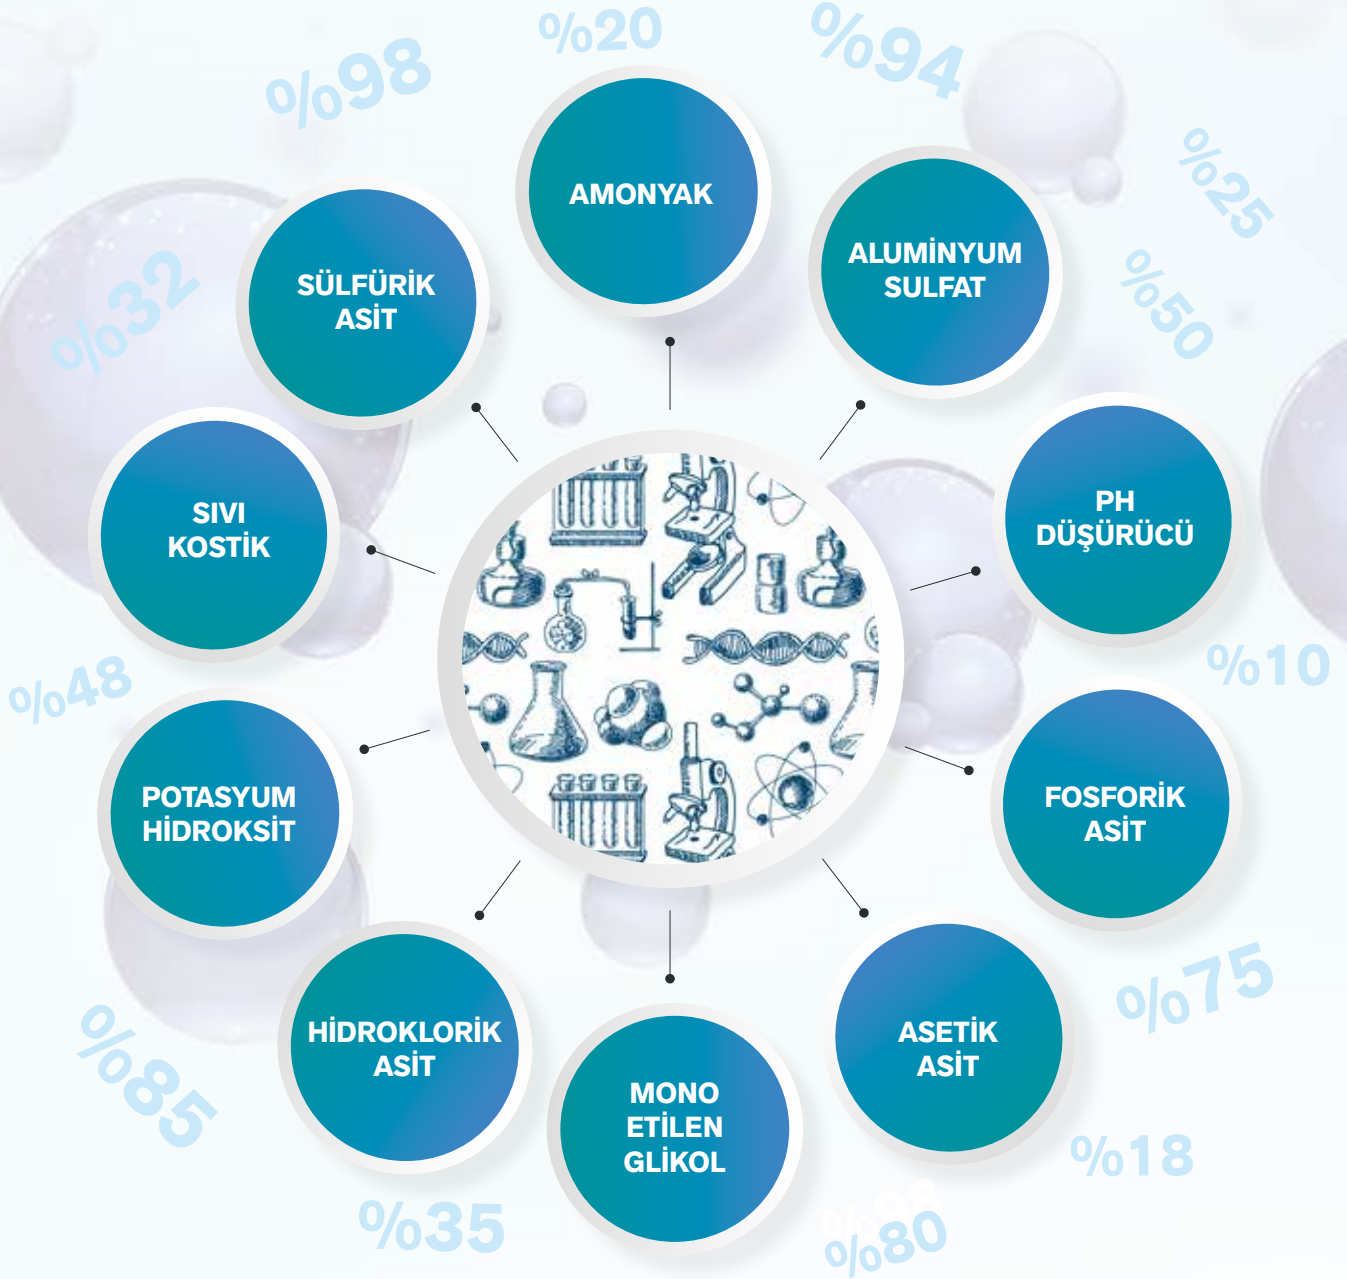 %98
%20
%94
%25
%50
%32
AMONYAK
ALUMİNYUM
SULFAT
SÜLFÜRİK
ASİT
PH
DÜŞÜRÜCÜ
SIVI
KOSTİK
%10
%48
POTASYUM
HİDROKSİT
FOSFORİK
ASİT
%75
HİDROKLORİK
ASİT
ASETİK
ASİT
MONO
ETİLEN
GLİKOL
%85
%18
%35
%98
%80